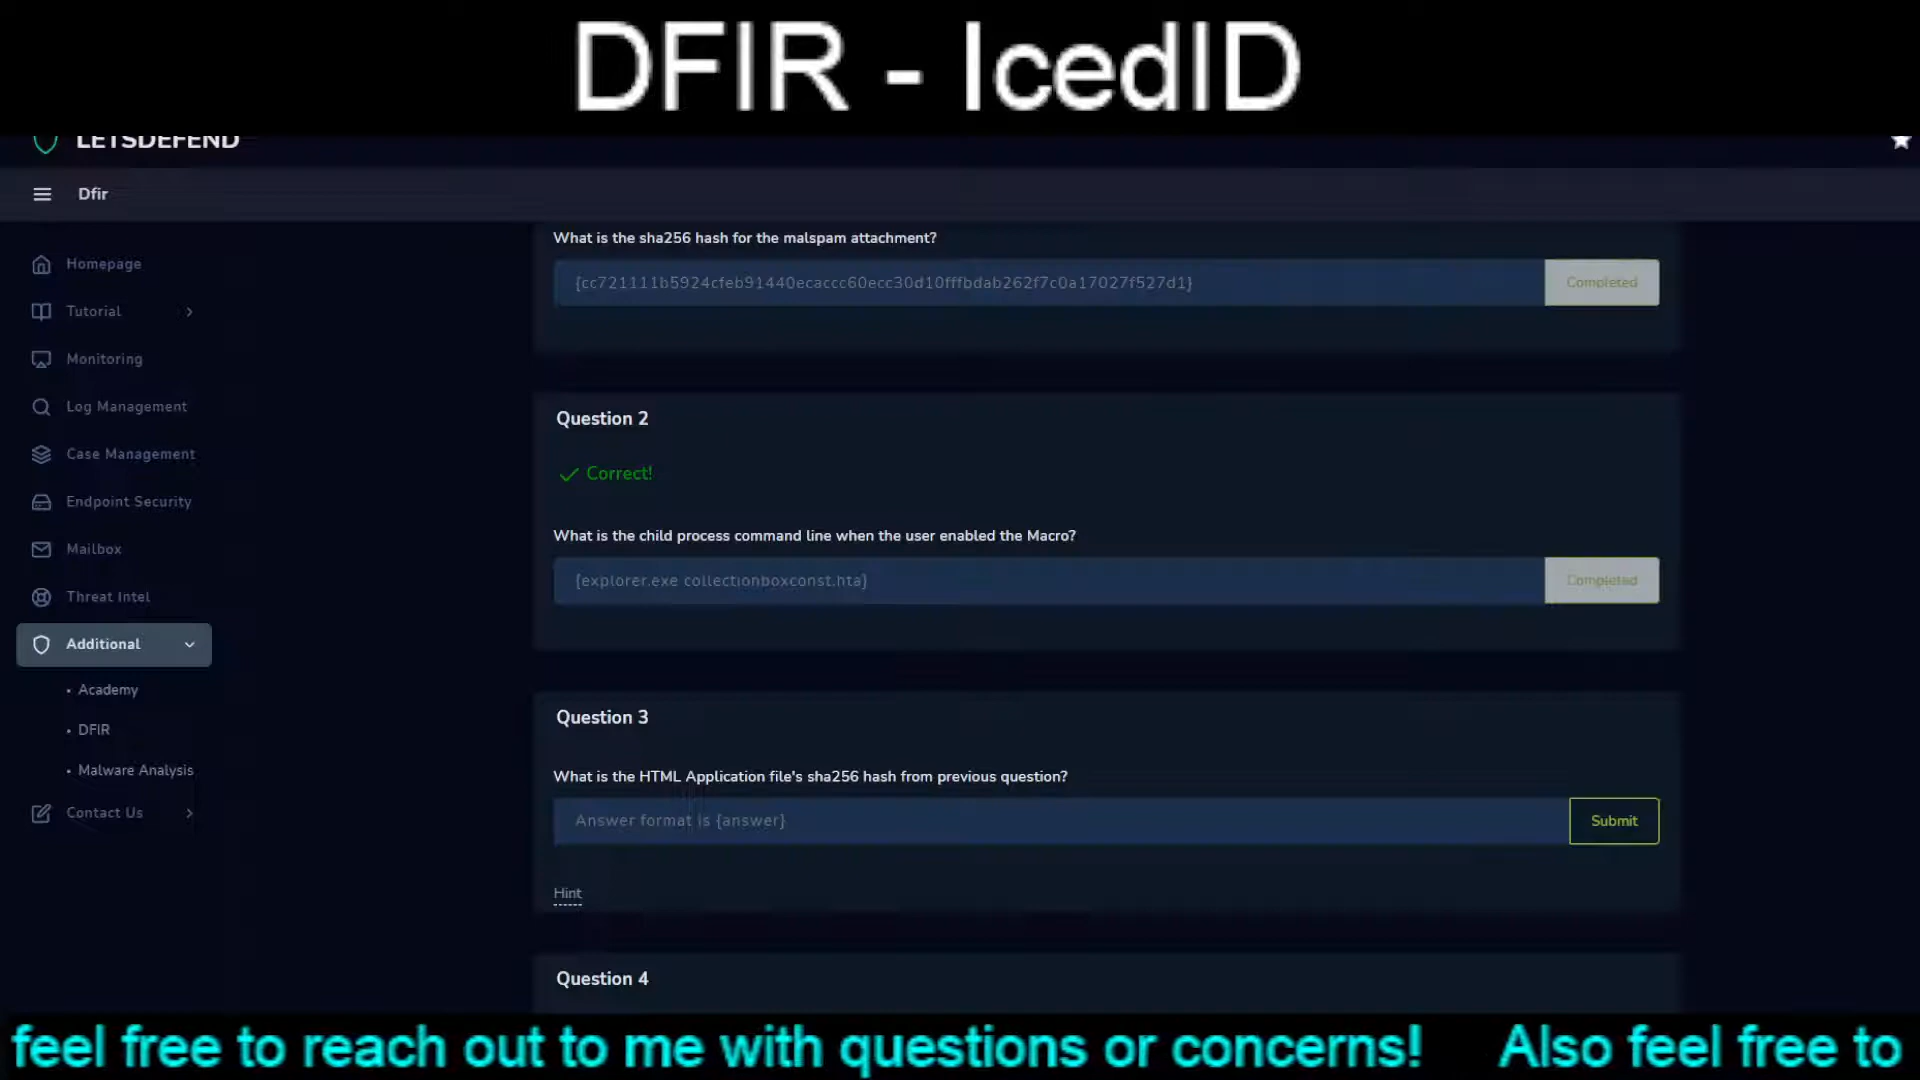 DFIR - IcedID
LETSDEFEND
Dfir
Homepage
Tutorial
Monitoring
Log Management
Case Management
Endpoint Security
Mailbox
Threat Intel
Additional
• Academy
• DFIR
• Malware Analysis
Contact Us
What is the sha256 hash for the malspam attachment?
{cc721111b5924cfeb91440ecaccc60ecc30d10fffbdab262f7c0a17027f527d1}
Completed
Question 2
Correct!
What is the child process command line when the user enabled the Macro?
{explorer.exe collectionboxconst.hta}
Completed
Question 3
What is the HTML Application file's sha256 hash from previous question?
Answer format is {answer}
Submit
Hint
Question 4
feel free to reach out to me with questions or concerns! Also feel free to